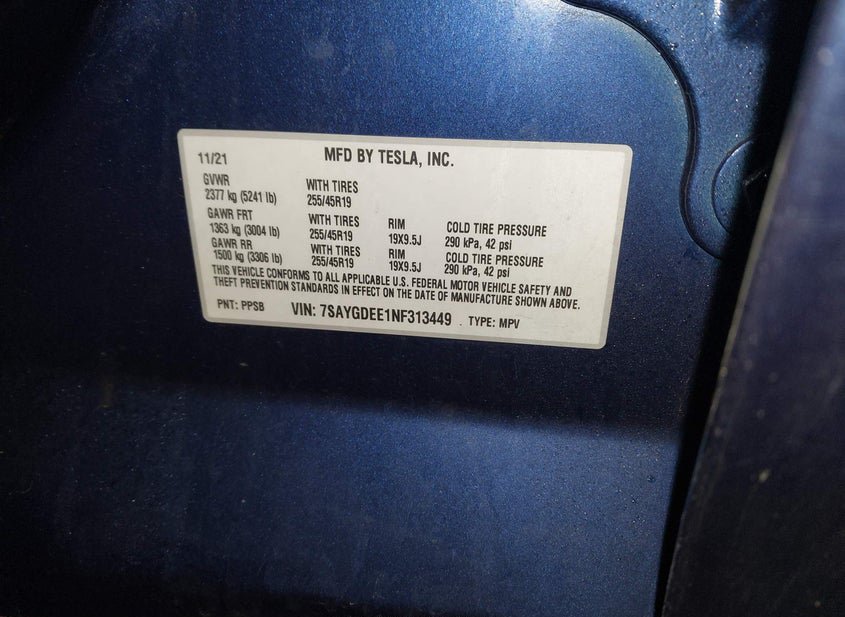 11/21 MFD BY TESLA, INC.
GVWR WITH TIRES
2377 kg (5241 lb) 255/45R19
GAWR FRT WITH TIRES RIM COLD TIRE PRESSURE
1363 kg (3004 lb) 255/45R19 19X9.5J 290 kPa, 42 psi
GAWR RR WITH TIRES RIM COLD TIRE PRESSURE
1500 kg (3306 lb) 255/45R19 19X9.5J 290 kPa, 42 psi
THIS VEHICLE CONFORMS TO ALL APPLICABLE U.S. FEDERAL MOTOR VEHICLE SAFETY AND
THEFT PREVENTION STANDARDS IN EFFECT ON THE DATE OF MANUFACTURE SHOWN ABOVE.
PNT: PPSB VIN: 7SAYGDEE1NF313449 TYPE: MPV